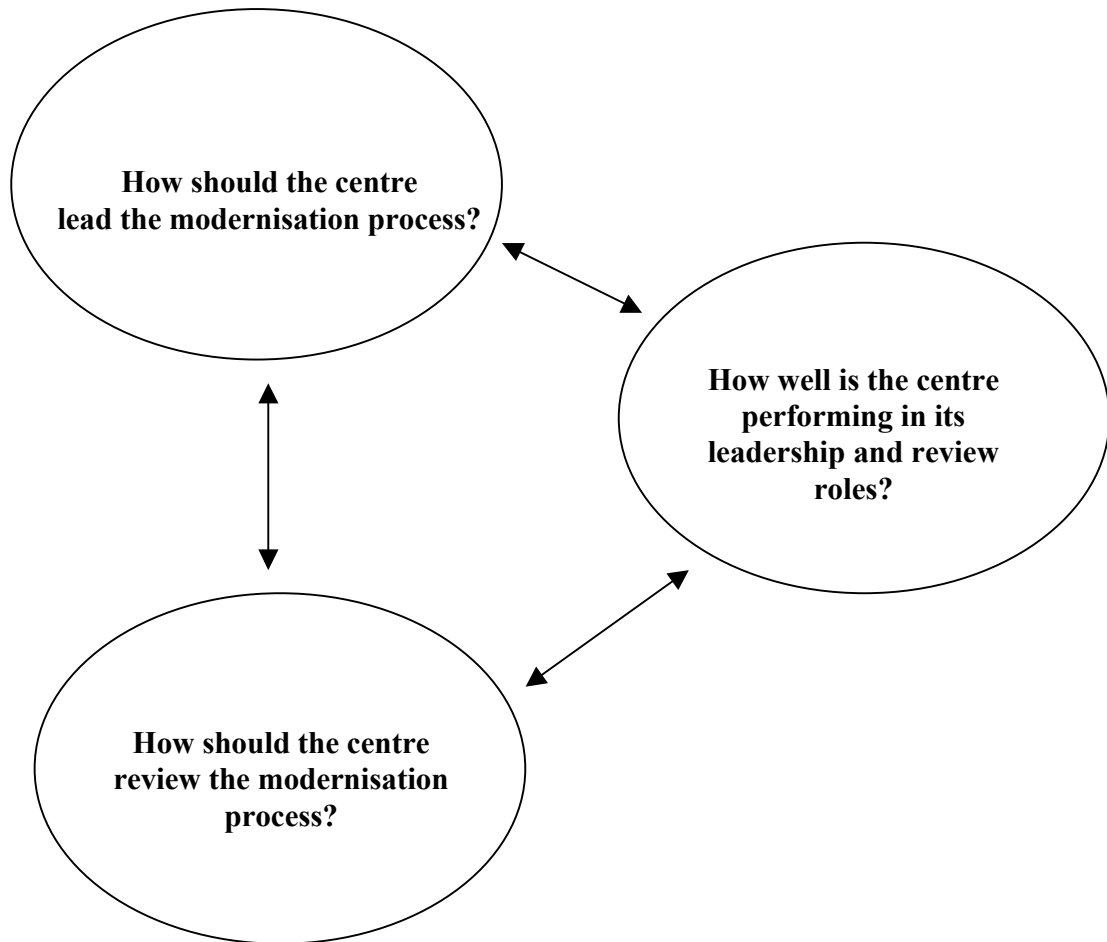 How should the centre
lead the modernisation process?
How well is the centre
performing in its
leadership and review
roles?
How should the centre
review the modernisation
process?